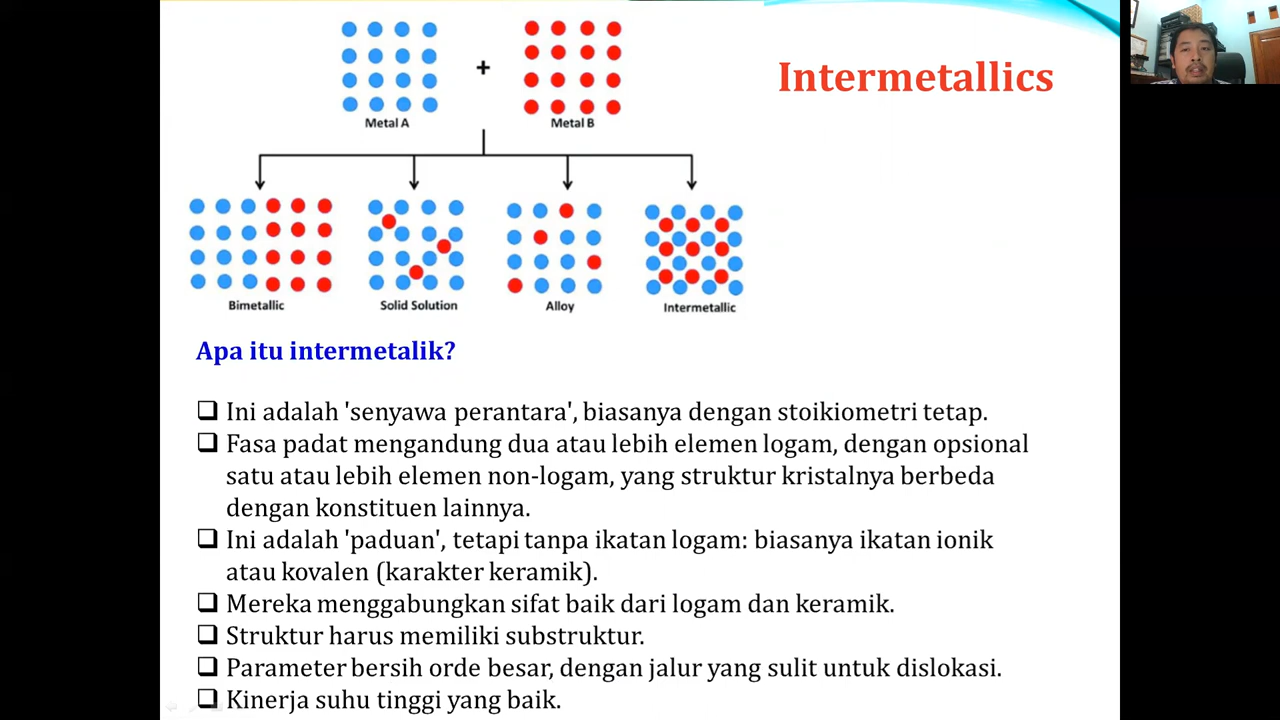 Intermetallics
+
Metal A
Metal B
Bimetallic
Solid Solution
Alloy
Intermetallic
Apa itu intermetalik?
Ini adalah 'senyawa perantara', biasanya dengan stoikiometri tetap.
Fasa padat mengandung dua atau lebih elemen logam, dengan opsional
satu atau lebih elemen non-logam, yang struktur kristalnya berbeda
dengan konstituen lainnya.
Ini adalah 'paduan', tetapi tanpa ikatan logam: biasanya ikatan ionik
atau kovalen (karakter keramik).
Mereka menggabungkan sifat baik dari logam dan keramik.
Struktur harus memiliki substruktur.
Parameter bersih orde besar, dengan jalur yang sulit untuk dislokasi.
Kinerja suhu tinggi yang baik.